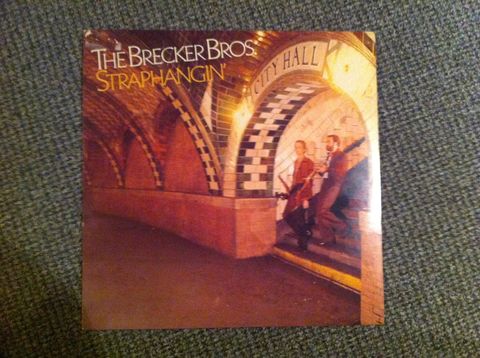 THE BRECKER BROS.
STRAPHANGIN'
CITY HALL